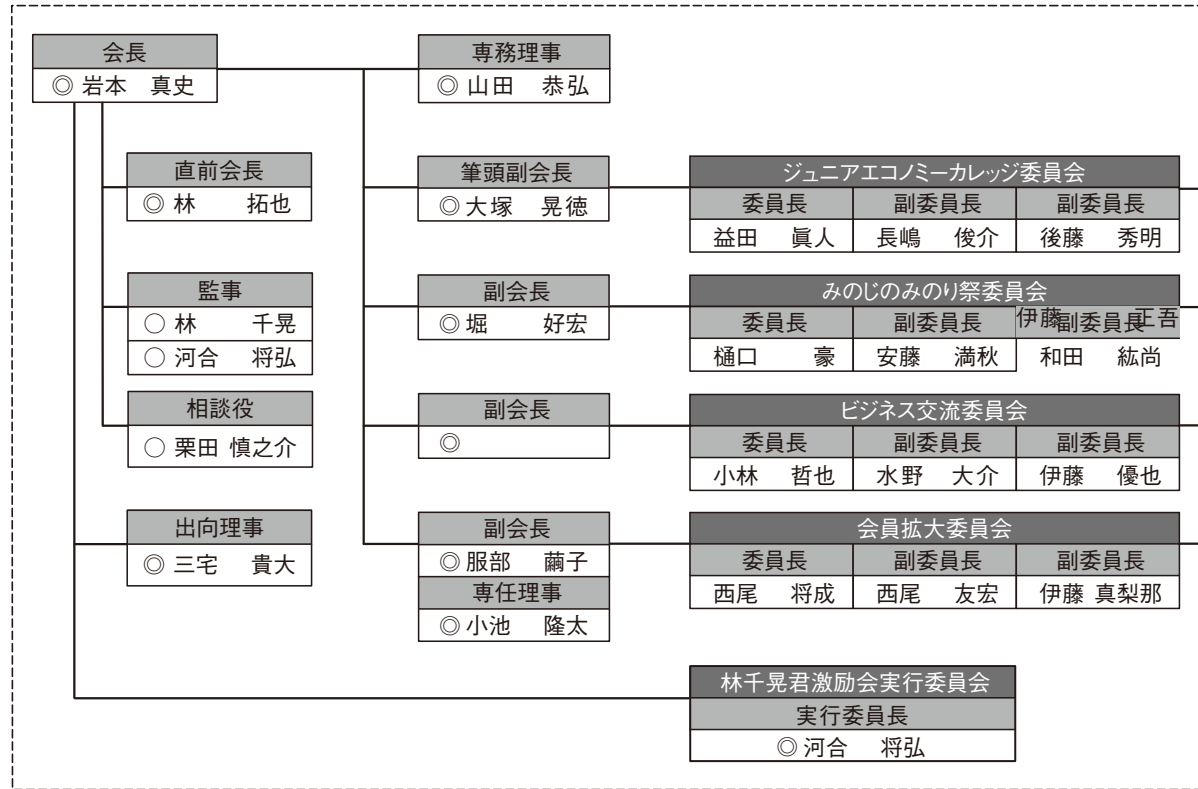 会長
◎ 岩本 真史
専務理事
◎ 山田 恭弘
直前会長
◎ 林 拓也
筆頭副会長
◎ 大塚 晃徳
ジュニアエコノミーカレッジ委員会
委員長 副委員長 副委員長
益田 眞人 長嶋 俊介 後藤 秀明
監事
○ 林 千晃
○ 河合 将弘
副会長
◎ 堀 好宏
みのじのみのり祭委員会
委員長 副委員長 副委員長
伊藤 正吾
樋口 豪 安藤 満秋 和田 紘尚
相談役
○ 栗田 慎之介
副会長
◎
ビジネス交流委員会
委員長 副委員長 副委員長
小林 哲也 水野 大介 伊藤 優也
出向理事
◎ 三宅 貴大
副会長
◎ 服部 繭子
専任理事
◎ 小池 隆太
会員拡大委員会
委員長 副委員長 副委員長
西尾 将成 西尾 友宏 伊藤 真梨那
林千晃君激励会実行委員会
実行委員長
◎ 河合 将弘